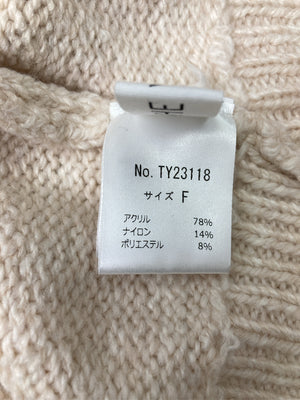 No. TY23118
サイズ F
アクリル 78%
ナイロン 14%
ポリエステル 8%